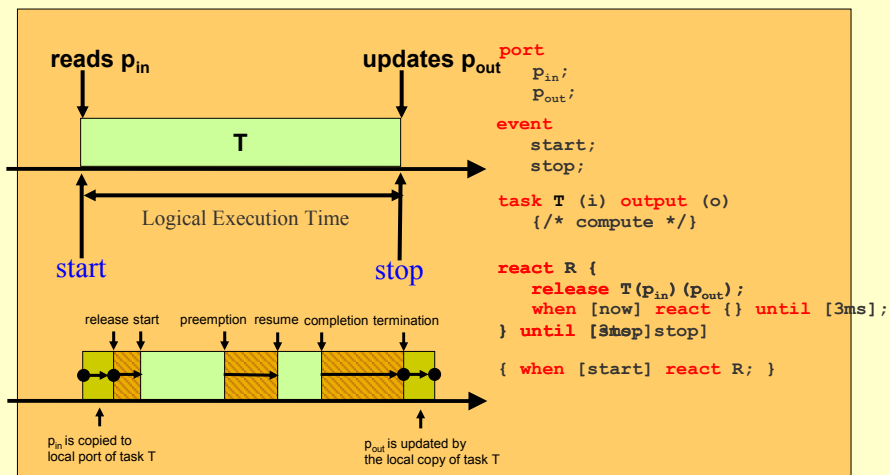 reads pin
updates pout
T
Logical Execution Time
start
stop
release start
preemption
resume
completion
termination
pin is copied to
local port of task T
pout is updated by
the local copy of task T
port
pin;
pout;
event
start;
stop;
task T (i) output (o)
{/* compute */}
react R {
release T(pin)(pout);
when [now] react {} until [3ms];
} until [stop]
{ when [start] react R; }